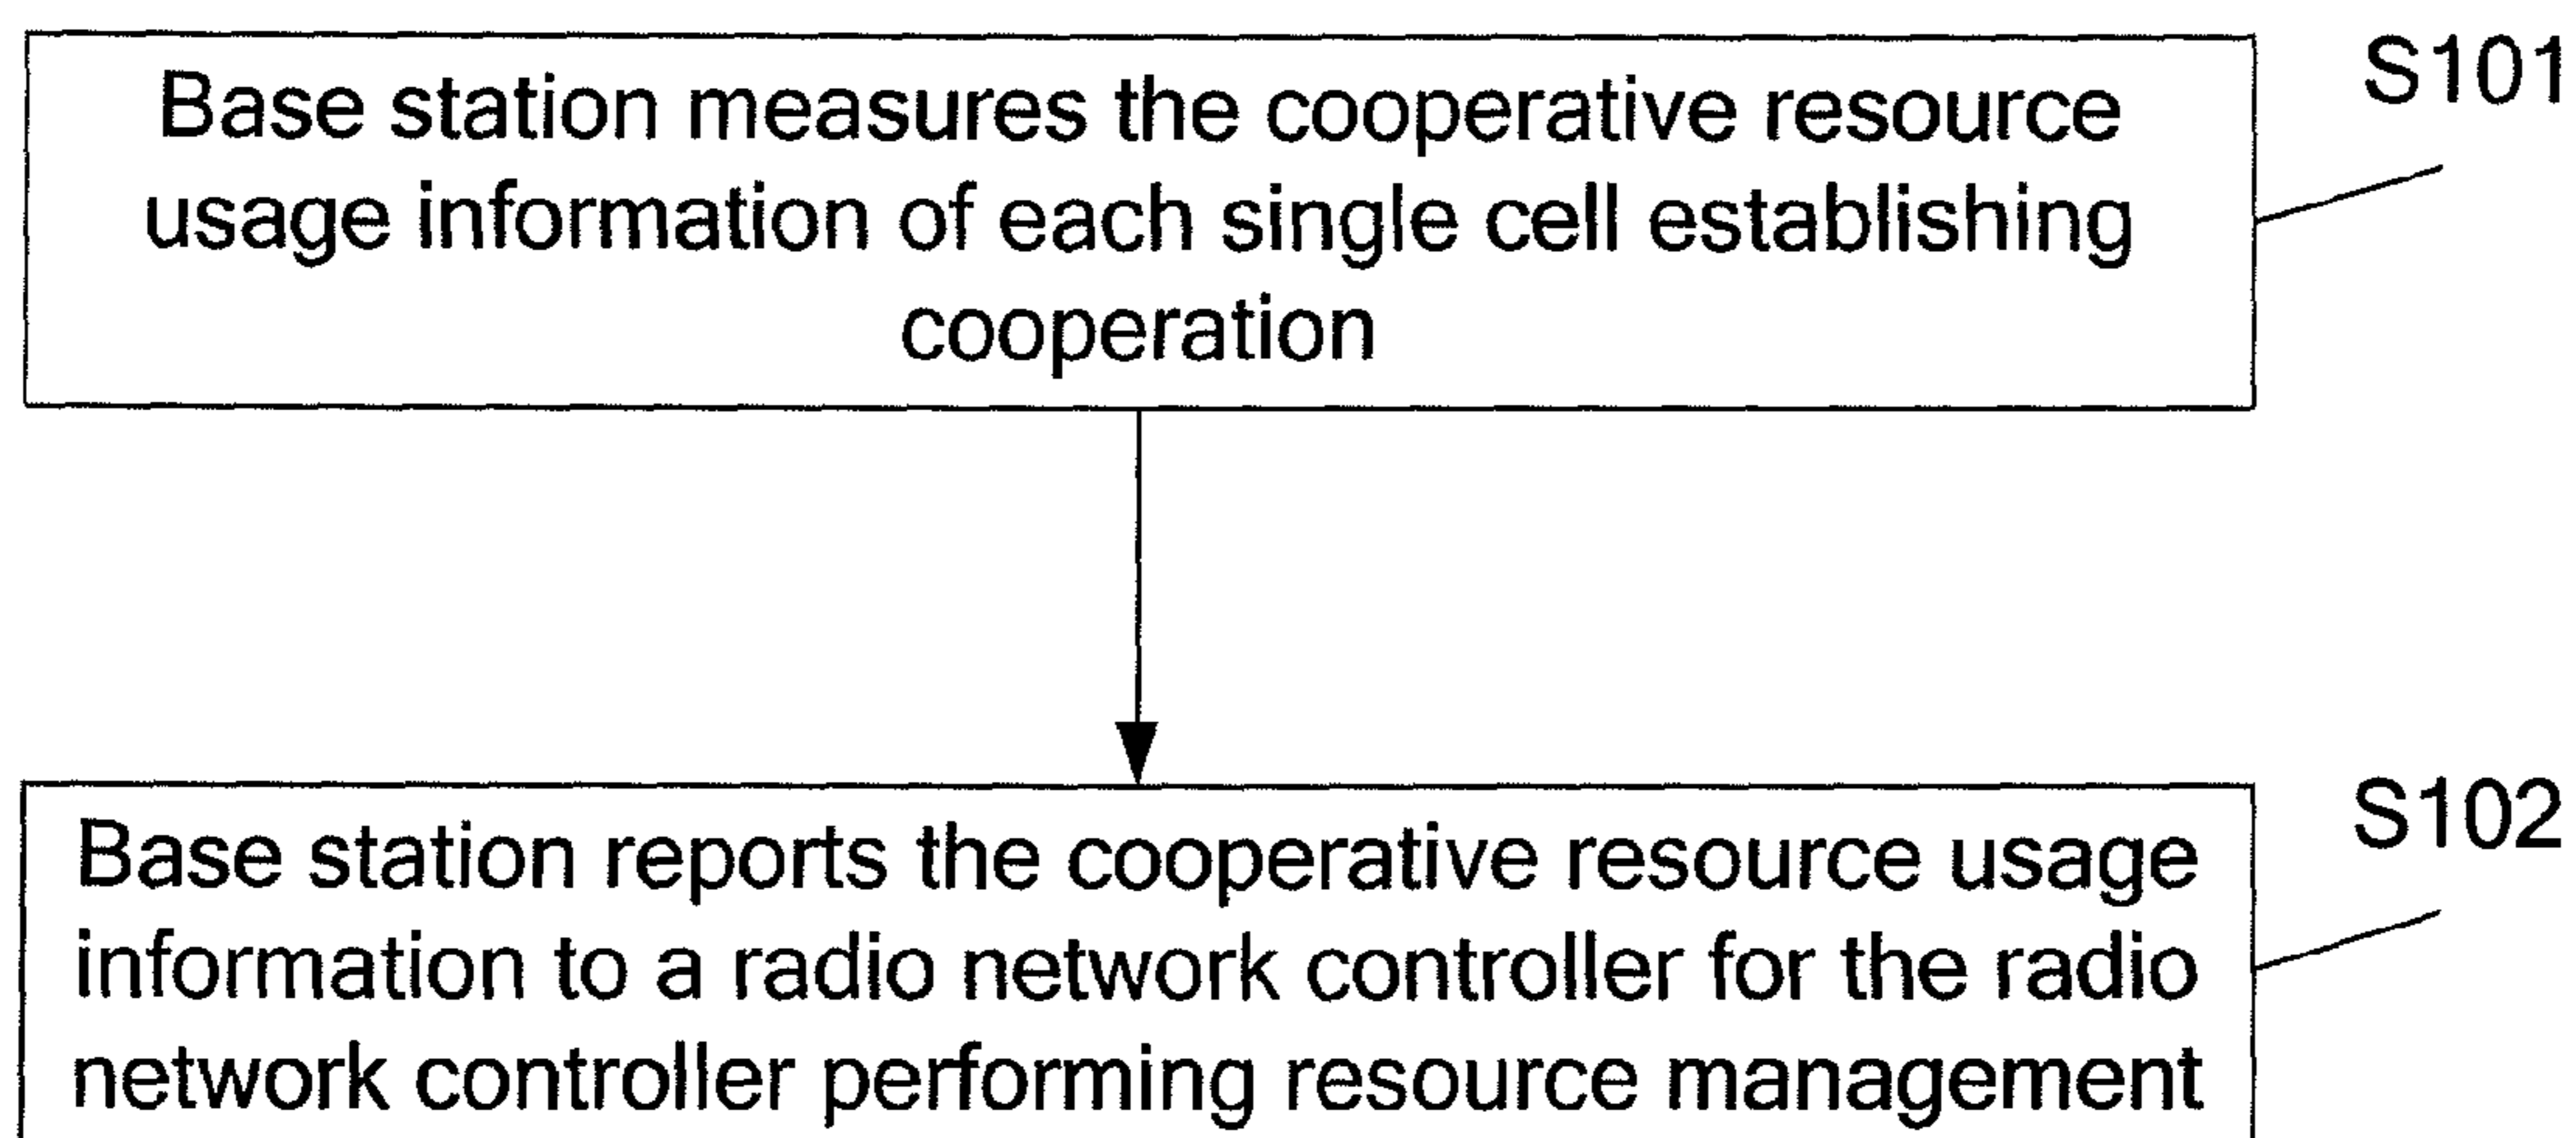 Base station measures the cooperative resource
usage information of each single cell establishing
cooperation
S101
Base station reports the cooperative resource usage
information to a radio network controller for the radio
network controller performing resource management
S102